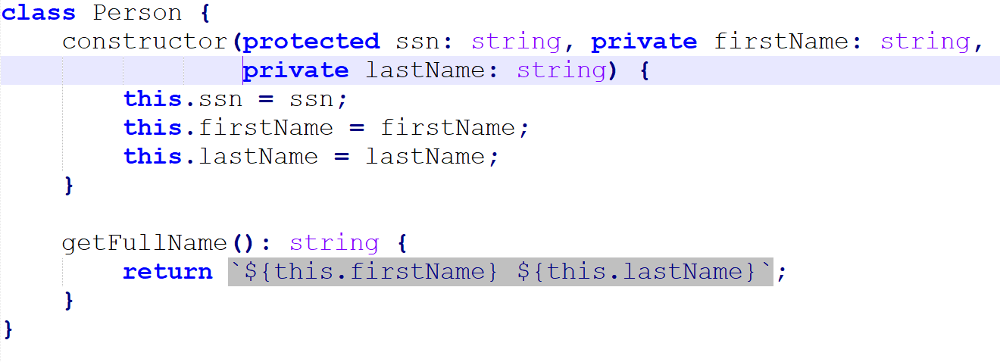 class Person {
    constructor(protected ssn: string, private firstName: string,
                private lastName: string) {
        this.ssn = ssn;
        this.firstName = firstName;
        this.lastName = lastName;
    }

    getFullName(): string {
        return `${this.firstName} ${this.lastName}`;
    }
}